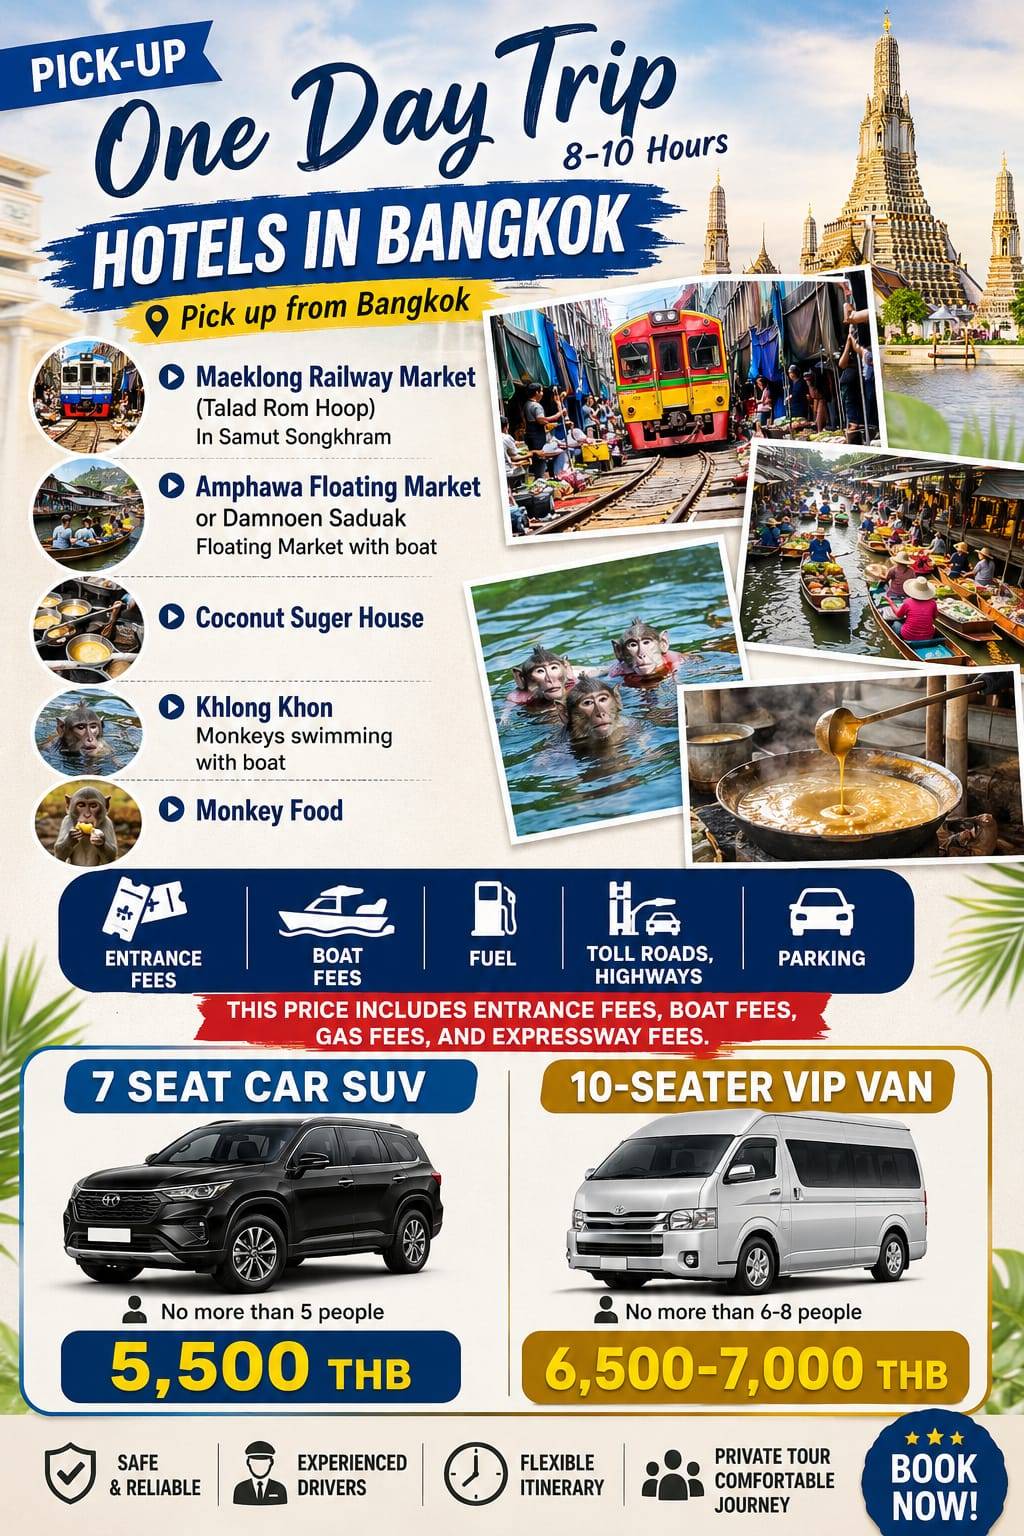 PICK-UP
One Day Trip
8-10 Hours
HOTELS IN BANGKOK
Pick up from Bangkok
Maeklong Railway Market
(Talad Rom Hoop)
In Samut Songkhram
Amphawa Floating Market
or Damnoen Saduak
Floating Market with boat
Coconut Suger House
Khlong Khon
Monkeys swimming
with boat
Monkey Food
ENTRANCE
FEES
BOAT
FEES
FUEL
TOLL ROADS,
HIGHWAYS
PARKING
THIS PRICE INCLUDES ENTRANCE FEES, BOAT FEES,
GAS FEES, AND EXPRESSWAY FEES.
7 SEAT CAR SUV
No more than 5 people
5,500 THB
10-SEATER VIP VAN
No more than 6-8 people
6,500-7,000 THB
SAFE
& RELIABLE
EXPERIENCED
DRIVERS
FLEXIBLE
ITINERARY
PRIVATE TOUR
COMFORTABLE
JOURNEY
BOOK
NOW!